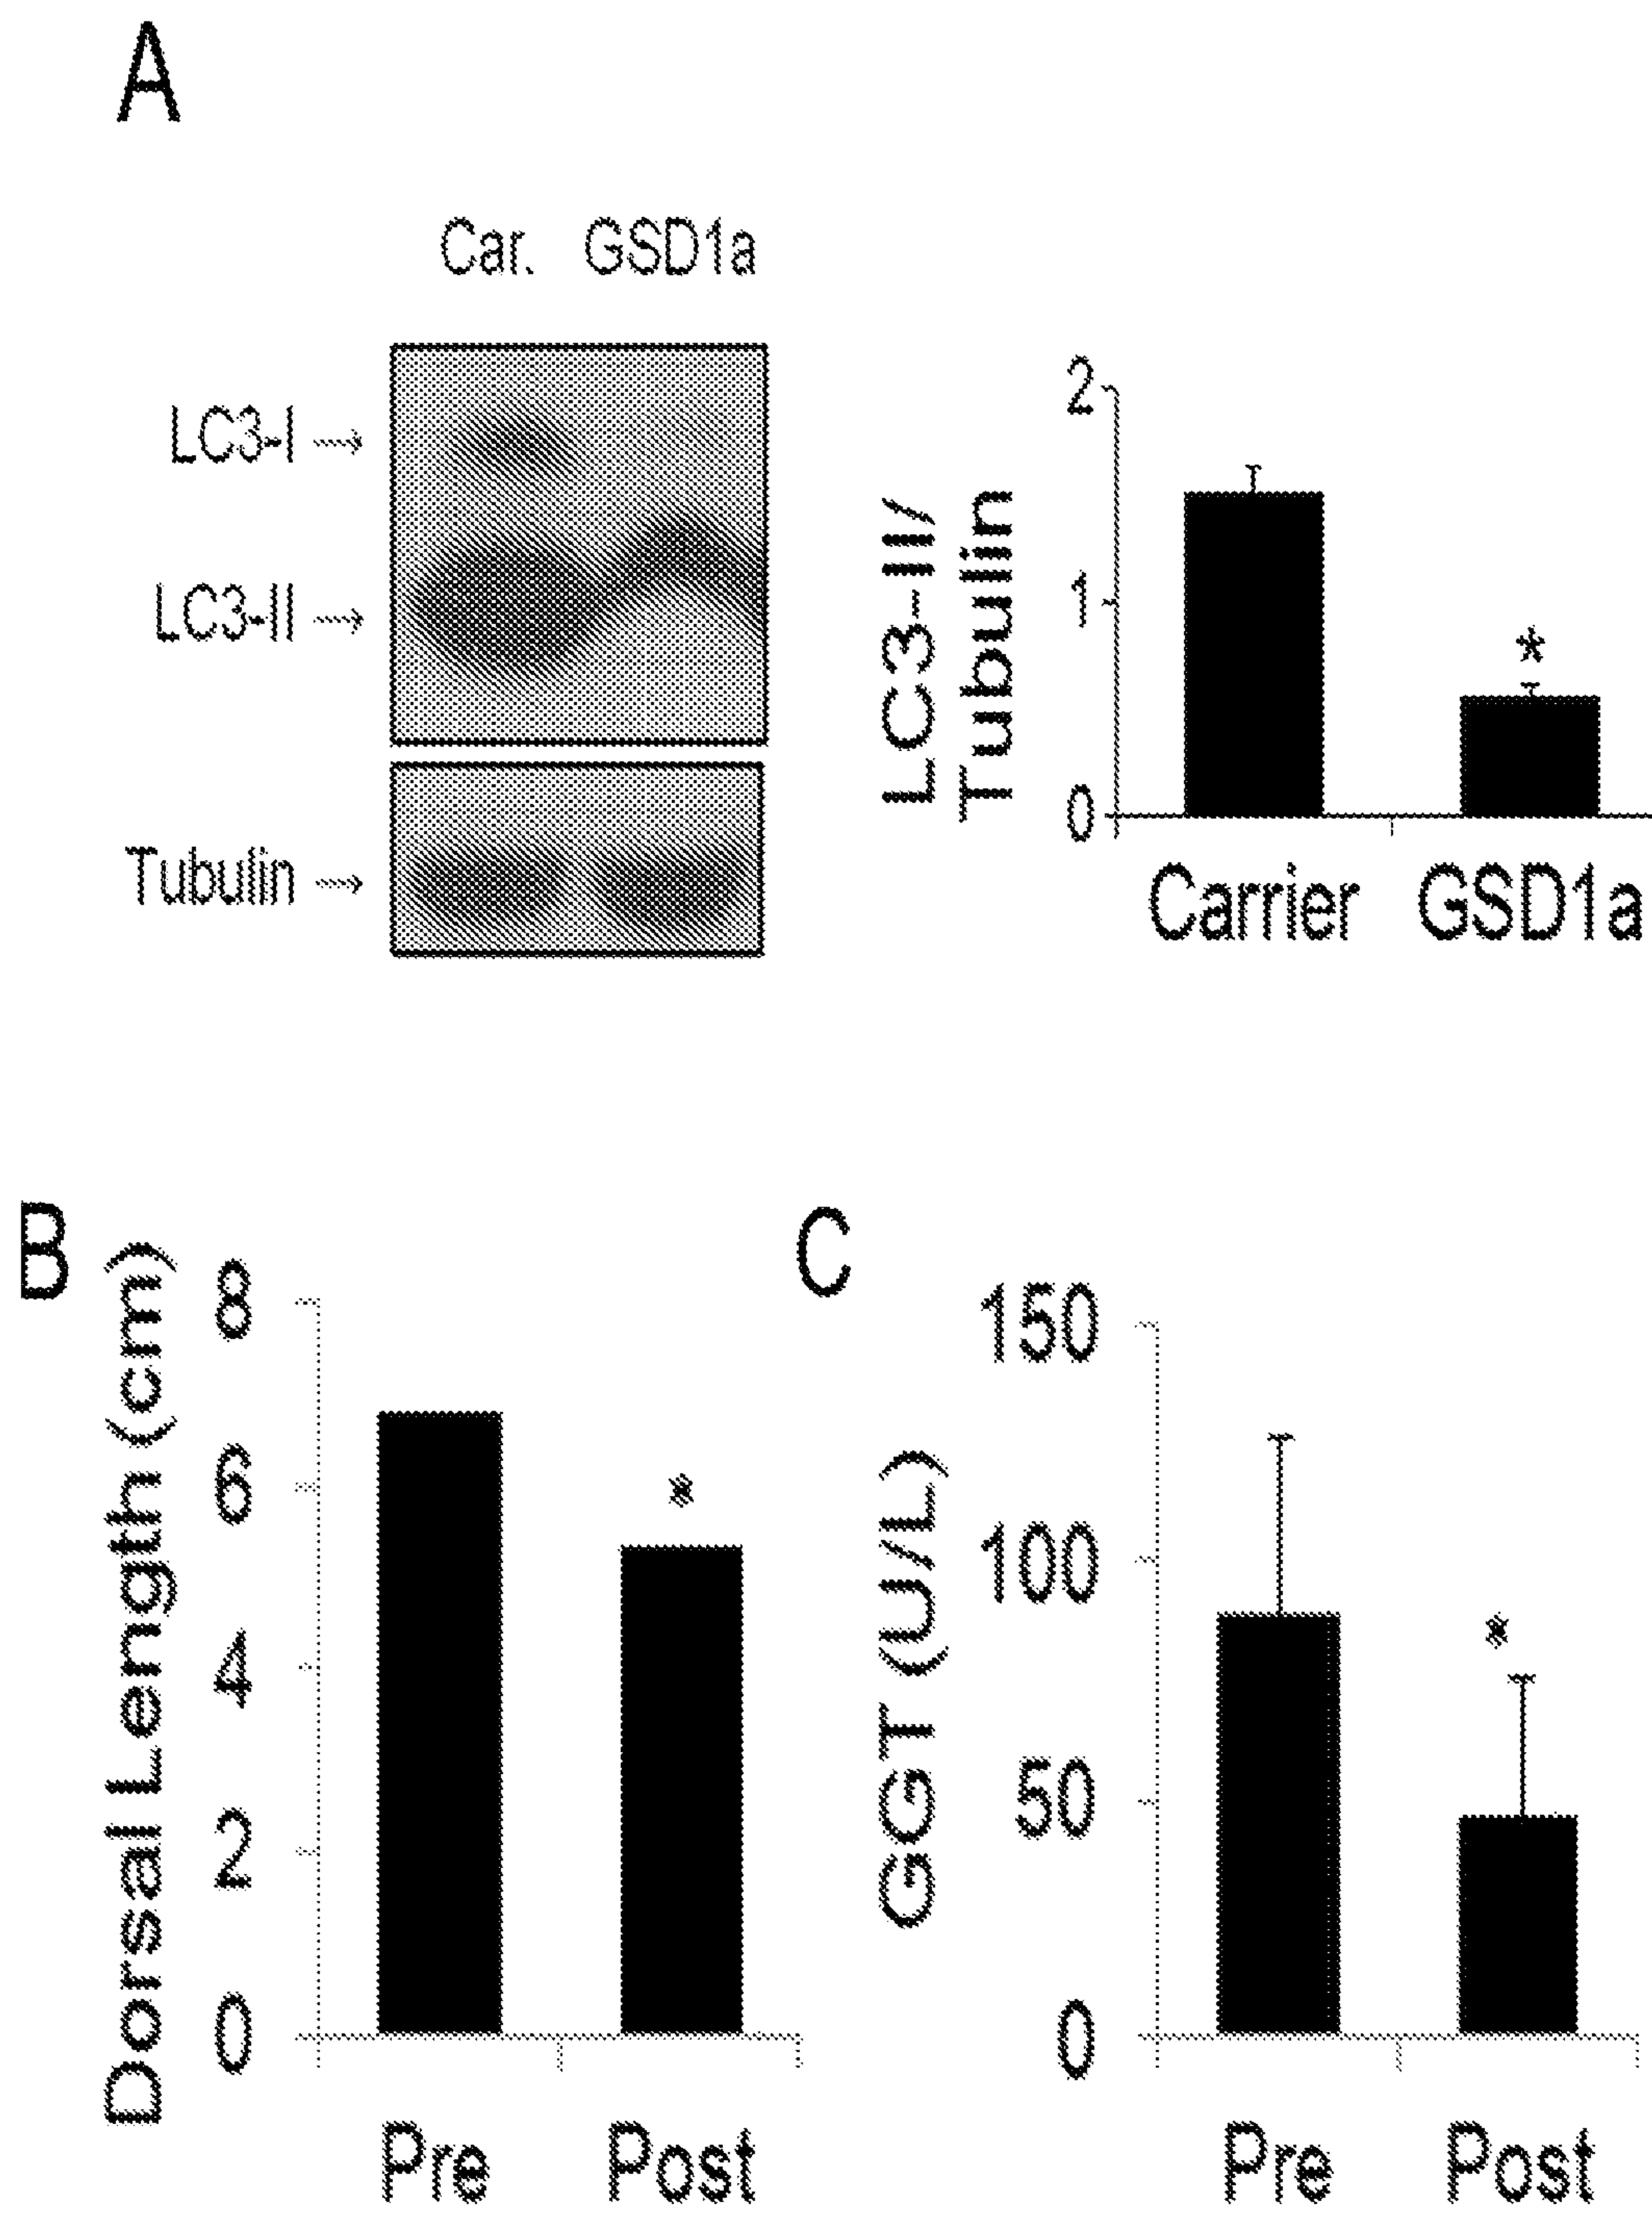 A
Car. GSD1a
LC3-I →
LC3-II →
Tubulin →
LC3-II/
Tubulin
2
1
0
*
Carrier GSD1a
B
Dorsal Length (cm)
8
6
4
2
0
*
Pre Post
C
GGT (U/L)
150
100
50
0
*
Pre Post